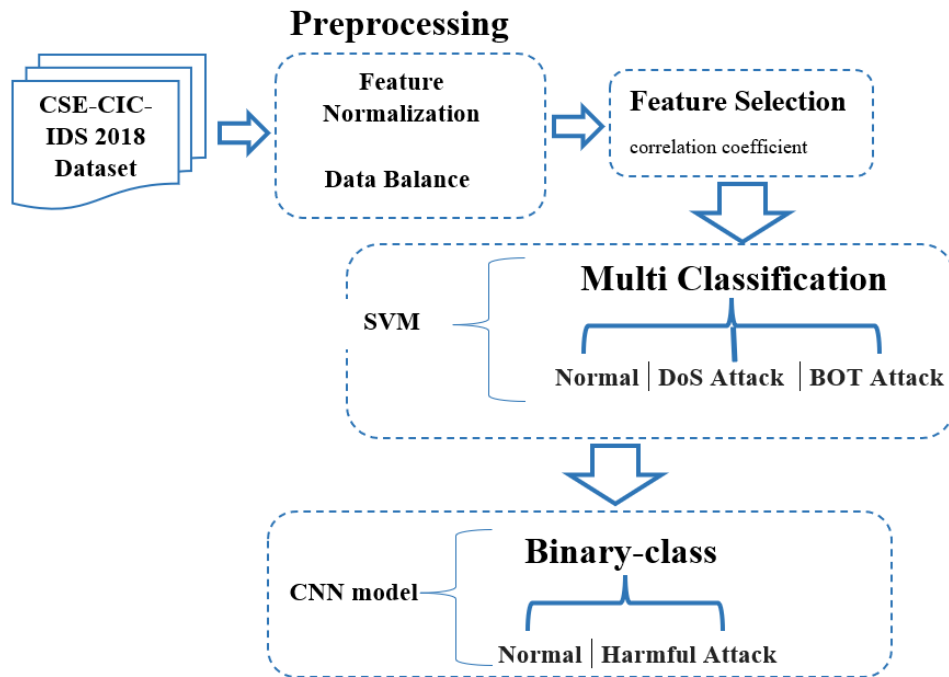 Preprocessing
CSE-CIC-
IDS 2018
Dataset
Feature
Normalization
Data Balance
Feature Selection
correlation coefficient
Multi Classification
SVM
Normal | DoS Attack | BOT Attack
Binary-class
CNN model
Normal | Harmful Attack